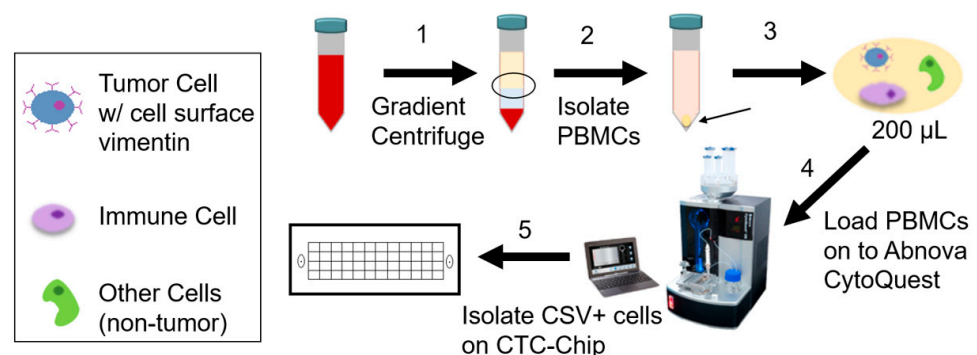 Tumor Cell
w/ cell surface
vimentin
Immune Cell
Other Cells
(non-tumor)
1
Gradient
Centrifuge
2
Isolate
PBMCs
3
200 µL
4
Load PBMCs
on to Abnova
CytoQuest
5
Isolate CSV+ cells
on CTC-Chip